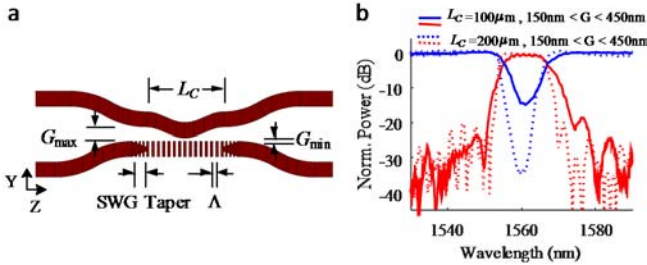 a
L_C
G_max
G_min
Y
Z
SWG Taper
Λ
b
L_C =100μm , 150nm < G < 450nm
L_C =200μm, 150nm < G < 450nm
Norm. Power (dB)
0
-10
-20
-30
-40
1540
1560
1580
Wavelength (nm)